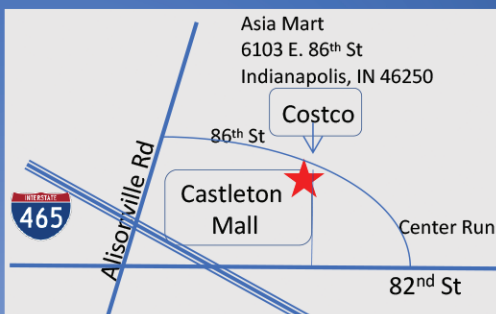 Asia Mart
6103 E. 86th St
Indianapolis, IN 46250
Costco
86th St
Alisonville Rd
INTERSTATE
465
Castleton
Mall
Center Run
82nd St